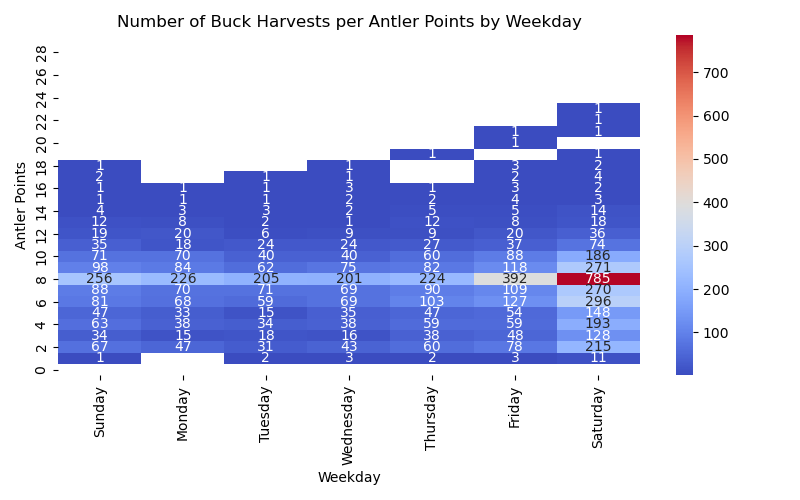 Number of Buck Harvests per Antler Points by Weekday
Antler Points
28
26
24
22
20
18
16
14
12
10
8
6
4
2
0
1
1
1 1
1
1 1
1 1 3 2
2 1 1 2 4
1 1 1 3 1 3 2
1 1 1 2 2 4 3
4 3 3 2 5 5 14
12 8 2 1 12 8 18
19 20 6 9 9 20 36
35 18 24 24 27 37 74
71 70 40 40 60 88 186
98 84 62 75 82 118 271
256 226 205 201 224 392 785
88 70 71 69 90 109 270
81 68 59 69 103 127 296
47 33 15 35 47 54 148
63 38 34 38 59 59 193
34 15 18 16 38 48 128
67 47 31 43 60 78 215
1 2 3 2 3 11
Sunday
Monday
Tuesday
Wednesday
Thursday
Friday
Saturday
Weekday
700
600
500
400
300
200
100